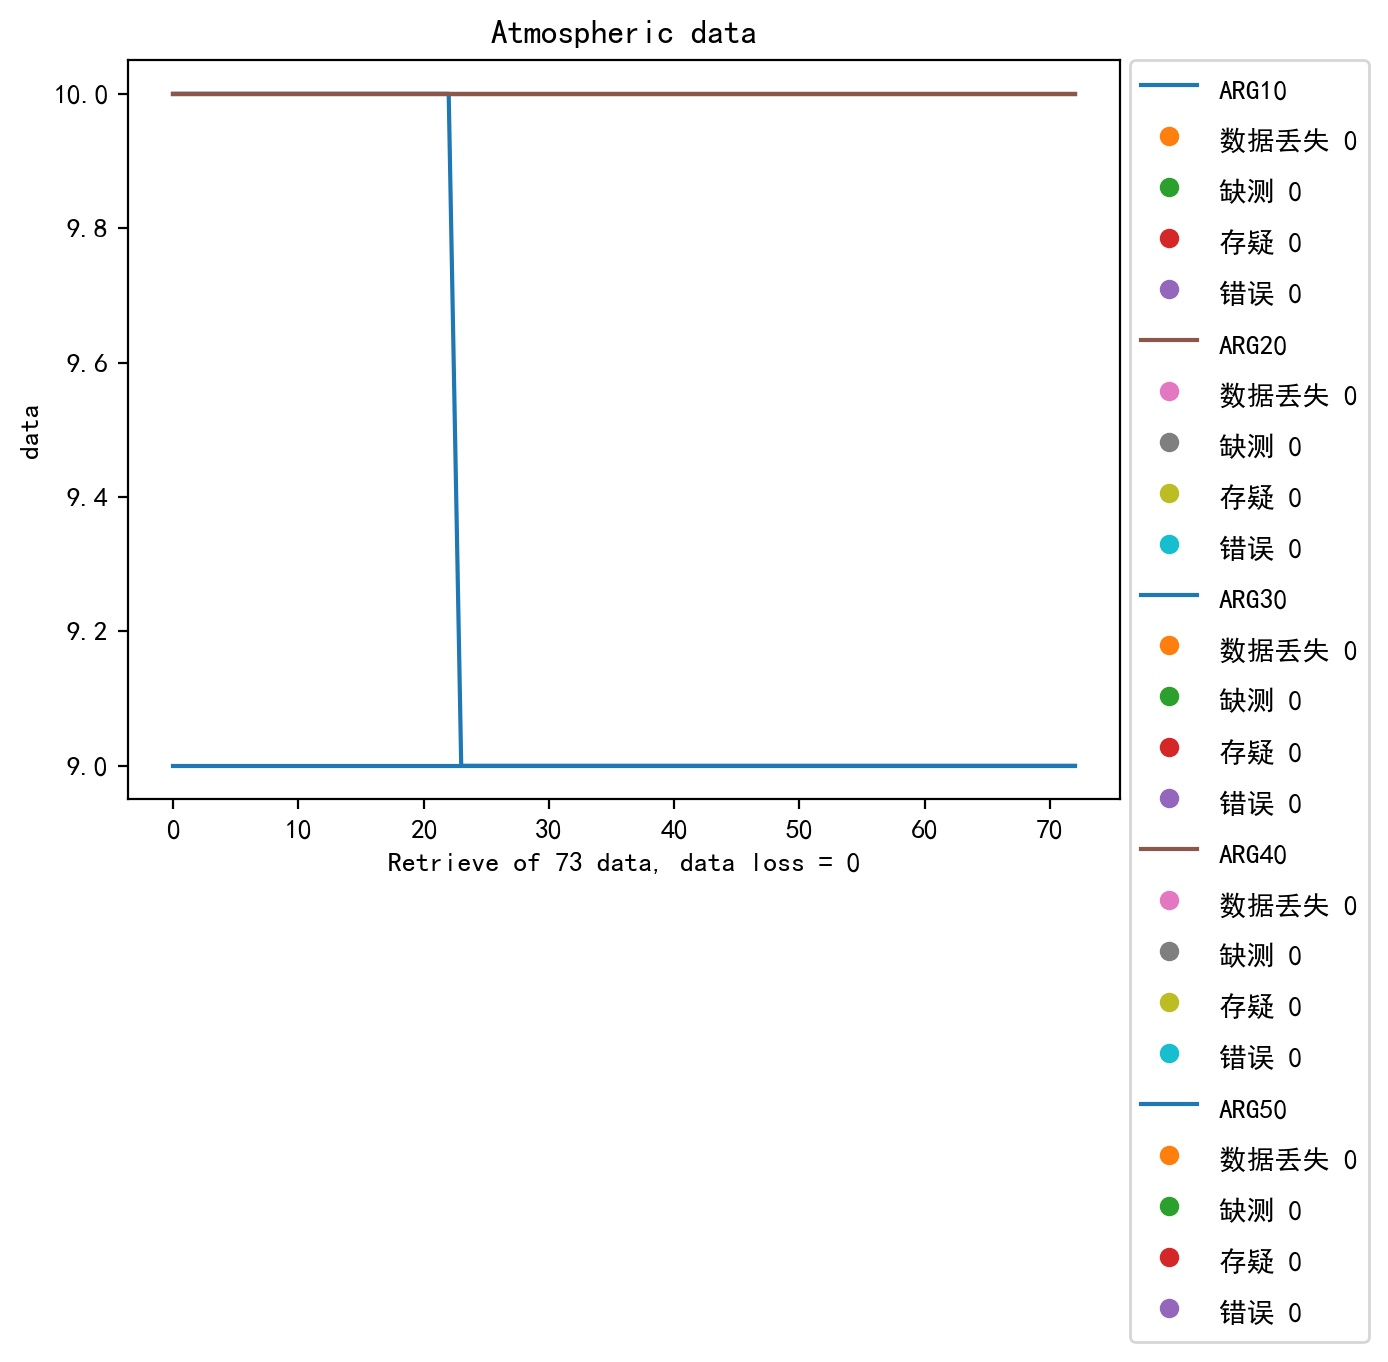 Atmospheric data
data
10.0
9.8
9.6
9.4
9.2
9.0
0 10 20 30 40 50 60 70
Retrieve of 73 data, data loss = 0
ARG10
数据丢失 0
缺测 0
存疑 0
错误 0
ARG20
数据丢失 0
缺测 0
存疑 0
错误 0
ARG30
数据丢失 0
缺测 0
存疑 0
错误 0
ARG40
数据丢失 0
缺测 0
存疑 0
错误 0
ARG50
数据丢失 0
缺测 0
存疑 0
错误 0